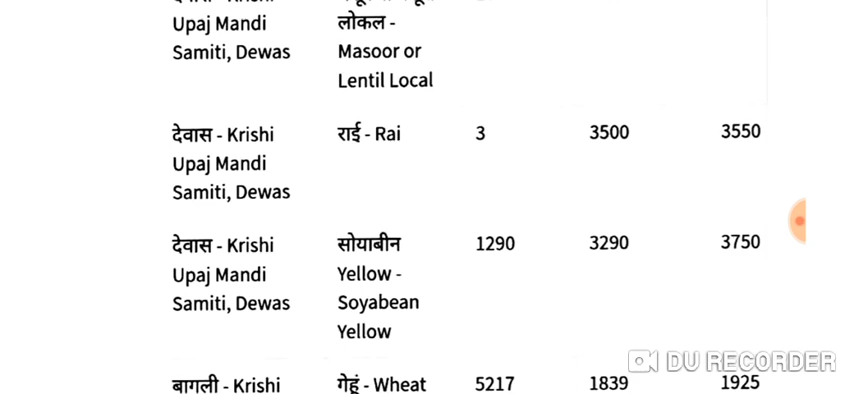 Upaj Mandi
लोकल -
Samiti, Dewas
Masoor or
Lentil Local
देवास - Krishi
राई - Rai
3
3500
3550
Upaj Mandi
Samiti, Dewas
देवास - Krishi
सोयाबीन
1290
3290
3750
Upaj Mandi
Yellow -
Samiti, Dewas
Soyabean
Yellow
DU RECORDER
बागली - Krishi
गेहूं - Wheat
5217
1839
1925